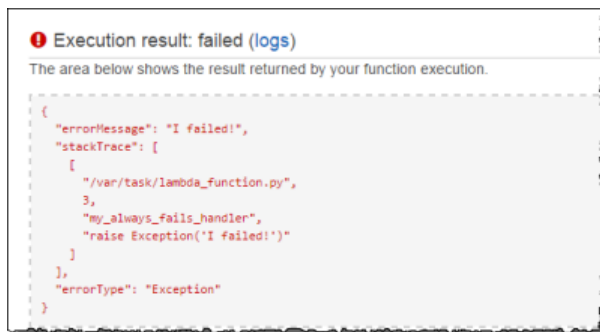 Execution result: failed (logs)
The area below shows the result returned by your function execution.
{
"errorMessage": "I failed!",
"stackTrace": [
[
"/var/task/lambda_function.py",
3,
"my_always_fails_handler",
"raise Exception('I failed!')"
]
],
"errorType": "Exception"
}